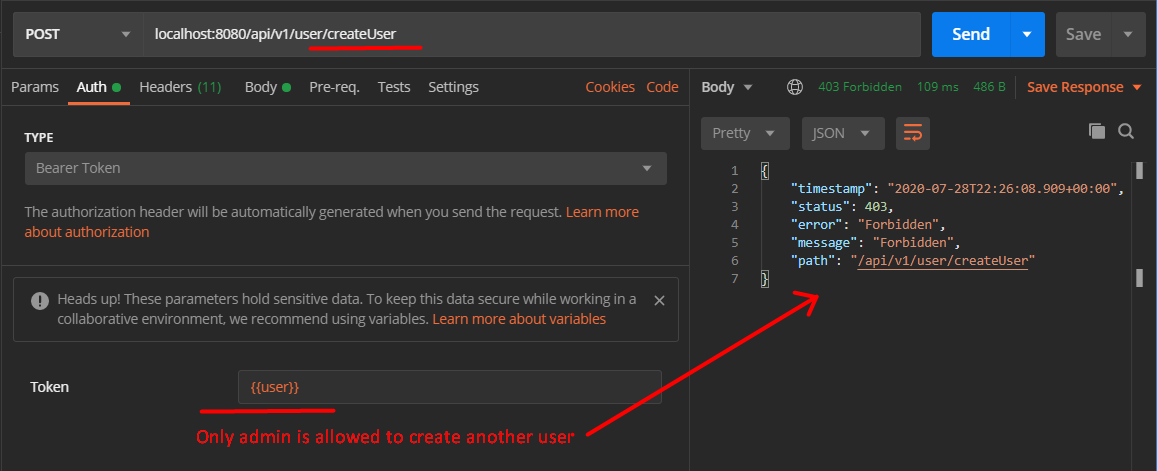 POST
localhost:8080/api/v1/user/createUser
Send
Save
Params Auth Headers (11) Body Pre-req. Tests Settings Cookies Code
TYPE
Bearer Token
The authorization header will be automatically generated when you send the request. Learn more
about authorization
Heads up! These parameters hold sensitive data. To keep this data secure while working in a
collaborative environment, we recommend using variables. Learn more about variables
Token
{{user}}
Only admin is allowed to create another user
Body 403 Forbidden 109 ms 486 B Save Response
Pretty JSON
1 {
2 "timestamp": "2020-07-28T22:26:08.909+00:00",
3 "status": 403,
4 "error": "Forbidden",
5 "message": "Forbidden",
6 "path": "/api/v1/user/createUser"
7 }